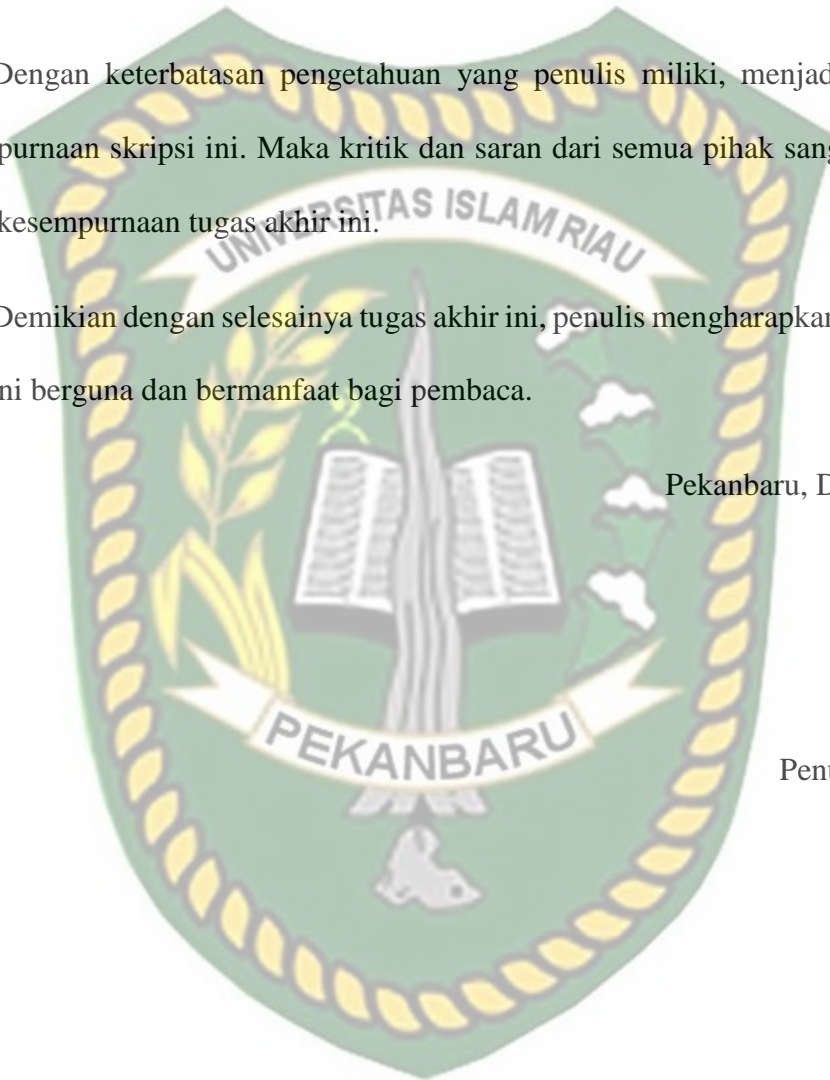 Dengan keterbatasan pengetahuan yang penulis miliki, menjad
purnaan skripsi ini. Maka kritik dan saran dari semua pihak sang
kesempurnaan tugas akhir ini.
UNIVERSITAS ISLAM RIAU
Demikian dengan selesainya tugas akhir ini, penulis mengharapkan
ni berguna dan bermanfaat bagi pembaca.
Pekanbaru, D
PEKANBARU
Penu